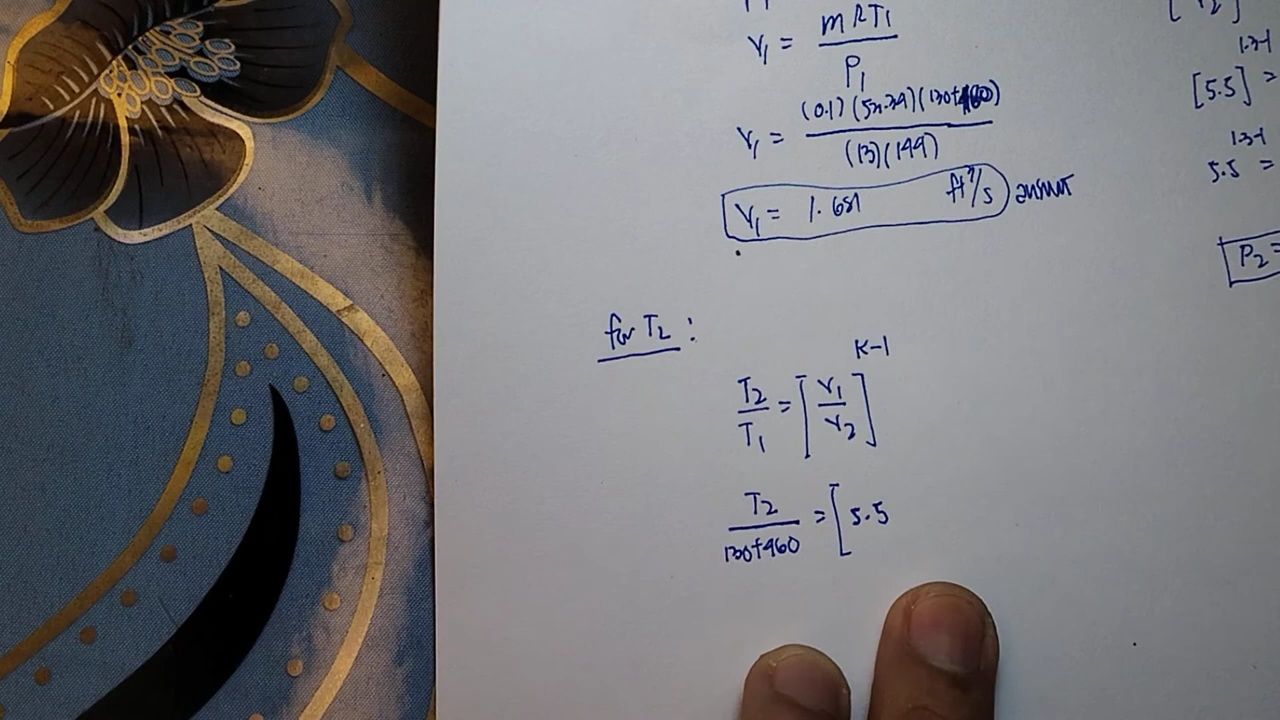 V1 = mRT1 / P1
V1 = (0.1)(53.34)(130+460) / (13)(144)
V1 = 1.681 ft³/s answer
for T2 :
T2/T1 = [V1/V2]^K-1
T2 / 130+460 = [5.5
2]
1.3-1
[5.5] =
1.3-1
5.5 =
P2 =